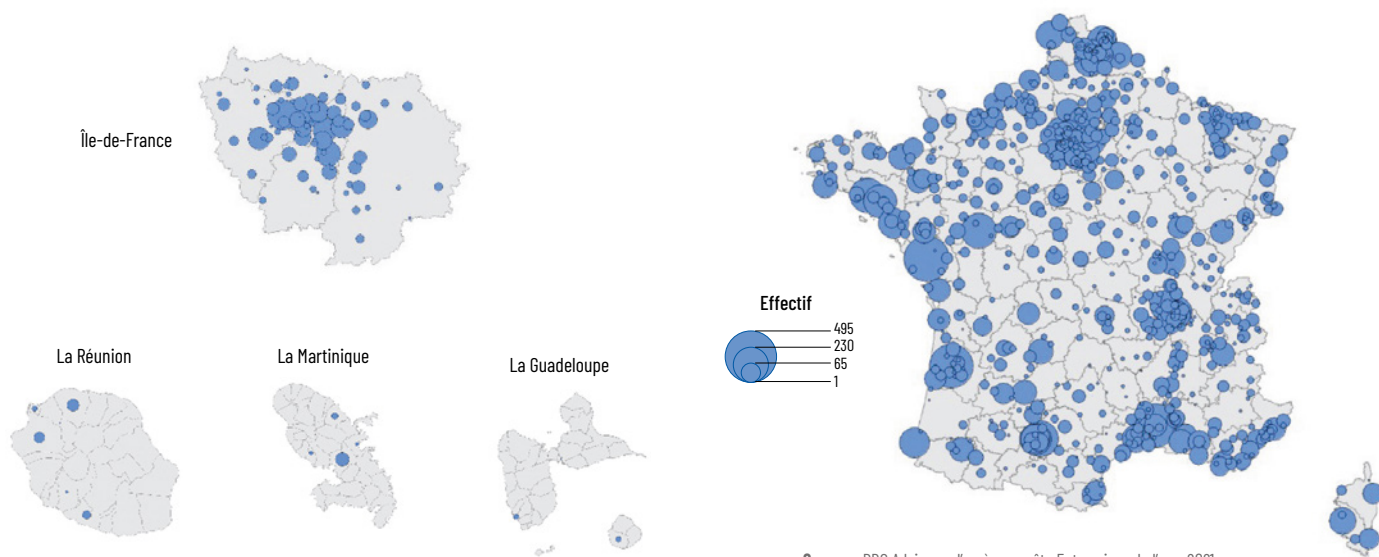 Île-de-France
La Réunion
La Martinique
La Guadeloupe
Effectif
495
230
65
1